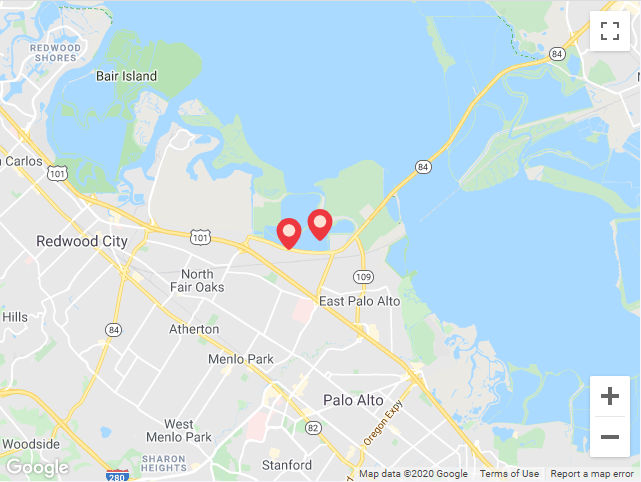 84
REDWOOD
SHORES
Bair Island
Carlos
101
84
Redwood City
101
109
North
Fair Oaks
East Palo Alto
Hills
84
Atherton
Menlo Park
Palo Alto
West
Menlo Park
82
Oregon Expy
Woodside
SHARON
HEIGHTS
Stanford
280
Google
Map data ©2020 Google
Terms of Use
Report a map error